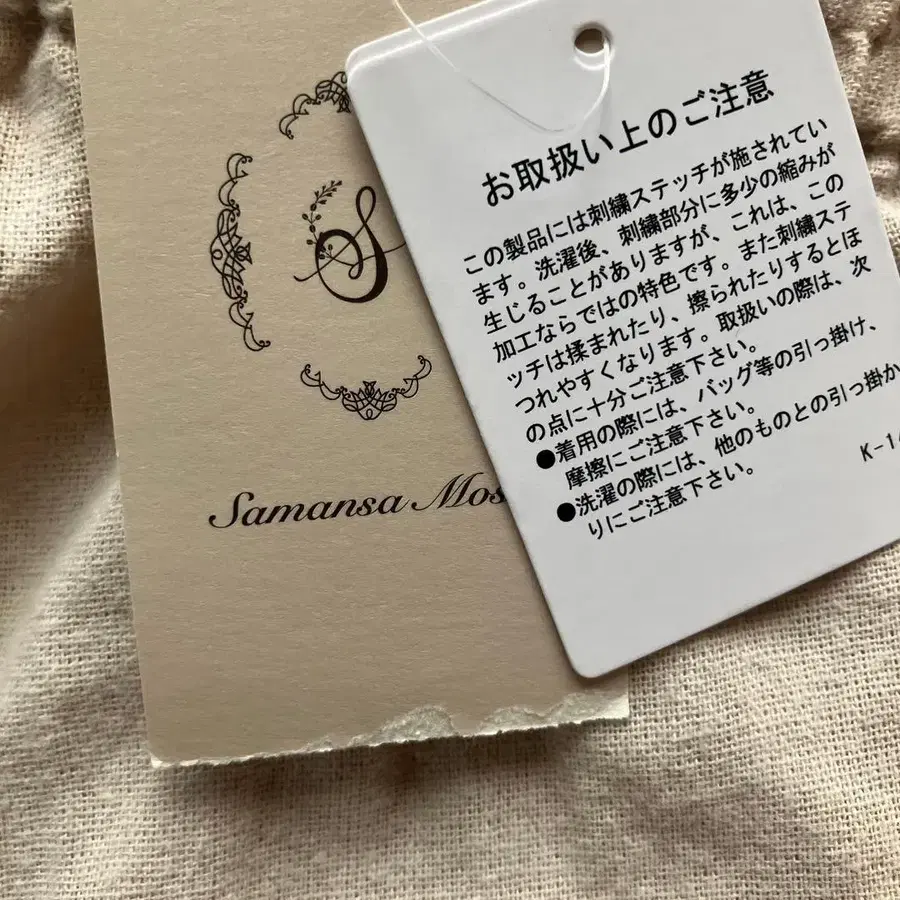 S
Samansa Mos
お取扱い上のご注意
この製品には刺繍ステッチが施されてい
ます。洗濯後、刺繍部分に多少の縮みが
生じることがありますが、これは、この
加工ならではの特色です。また刺繍ステ
ッチは揉まれたり、擦られたりするとほ
つれやすくなります。取扱いの際は、次
の点に十分ご注意下さい。
●着用の際には、バッグ等の引っ掛け、
摩擦にご注意下さい。
●洗濯の際には、他のものとの引っ掛か
りにご注意下さい。
K-1